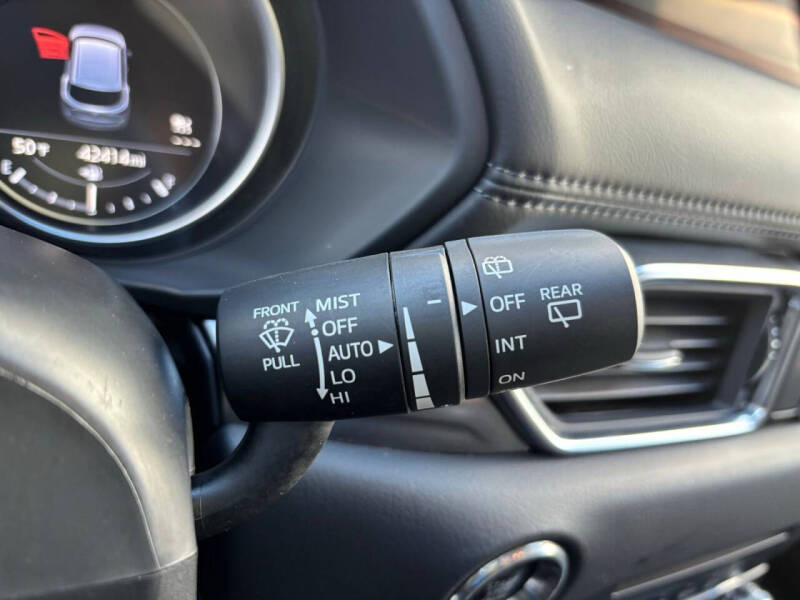 50°F
42414mi
E
F
FRONT
PULL
MIST
OFF
AUTO
LO
HI
OFF
INT
ON
REAR